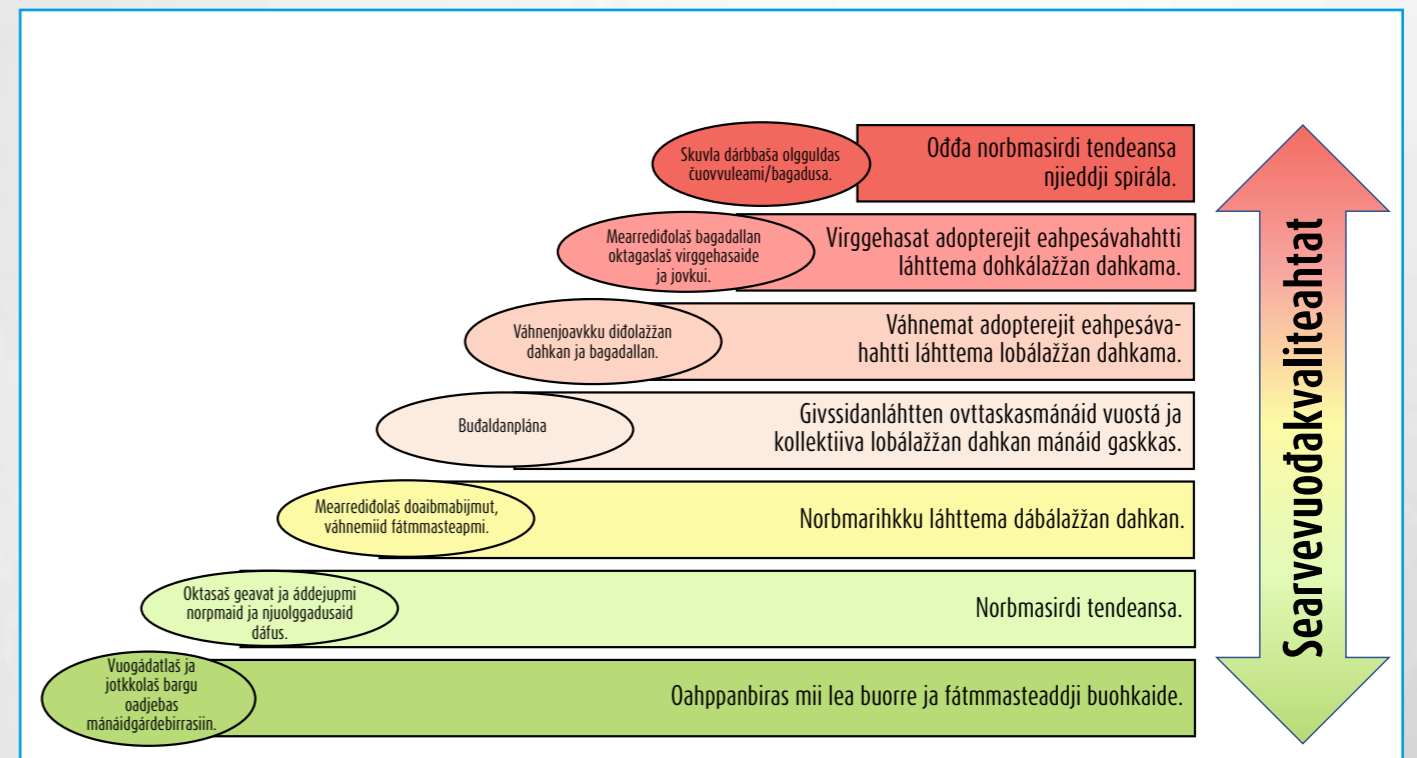 Skuvla dárbbaša olgguldas
čuovvuleami/bagadusa.
Ođđa norbmasirdi tendeansa
njieddji spirála.
Mearrediđolaš bagadallan
oktagaslaš virggehasaide
ja jovkui.
Virggehasat adopterejit eahpesávahahtti
láhttema dohkálažžan dahkama.
Váhnenjoavkku diđolažžan
dahkan ja bagadallan.
Váhnemat adopterejit eahpesáva-
hahtti láhttema lobálažžan dahkama.
Buđaldanplána
Givssidanláhtten ovttaskasmánáid vuostá ja
kollektiiva lobálažžan dahkan mánáid gaskkas.
Mearrediđolaš doaibmabijmut,
váhnemiid fátmmasteapmi.
Norbmarihkku láhttema dábálažžan dahkan.
Oktasaš geavat ja áddejupmi
norpmaid ja njuolggadusaid
dáfus.
Norbmasirdi tendeansa.
Vuogádatlaš ja
jotkkolaš bargu
oadjebas
mánáidgárdebirrasiin.
Oahppanbiras mii lea buorre ja fátmmasteaddji buohkaide.
Searvevuođakvaliteahtat